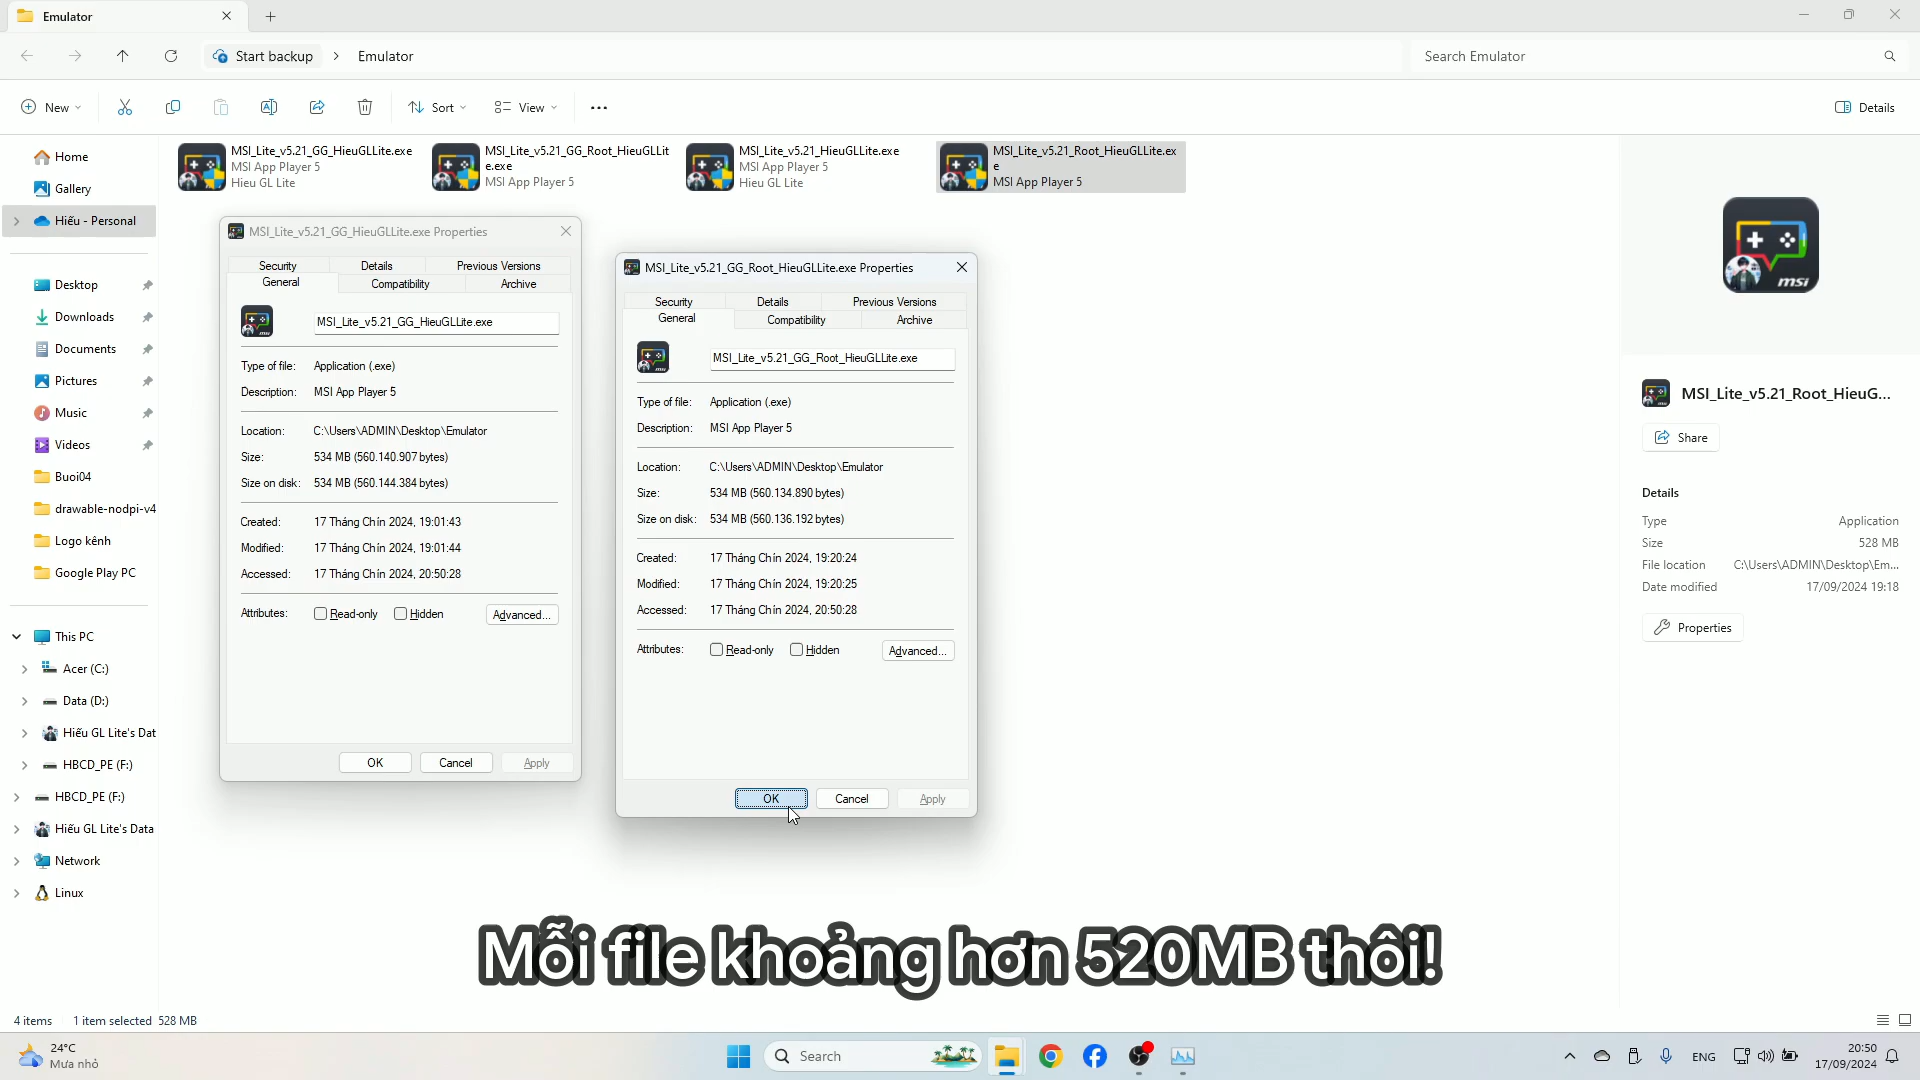 Emulator
Start backup
Emulator
Search Emulator
New
Sort
View
Details
Home
Gallery
Hiếu - Personal
Desktop
Downloads
Documents
Pictures
Music
Videos
Buoi04
drawable-nodpi-v4
Logo kênh
Google Play PC
This PC
Acer (C:)
Data (D:)
Hiếu GL Lite's Dat
HBCD_PE (F:)
HBCD_PE (F:)
Hiếu GL Lite's Data
Network
Linux
MSI_Lite_v5.21_GG_HieuGLLite.exe
MSI App Player 5
Hieu GL Lite
MSI_Lite_v5.21_GG_Root_HieuGLLit
e.exe
MSI App Player 5
MSI_Lite_v5.21_HieuGLLite.exe
MSI App Player 5
Hieu GL Lite
MSI_Lite_v5.21_Root_HieuGLLite.ex
e
MSI App Player 5
MSI_Lite_v5.21_GG_HieuGLLite.exe Properties
Security Details Previous Versions
General Compatibility Archive
MSI_Lite_v5.21_GG_HieuGLLite.exe
Type of file: Application (.exe)
Description: MSI App Player 5
Location: C:\Users\ADMIN\Desktop\Emulator
Size: 534 MB (560.140.907 bytes)
Size on disk: 534 MB (560.144.384 bytes)
Created: 17 Tháng Chín 2024, 19:01:43
Modified: 17 Tháng Chín 2024, 19:01:44
Accessed: 17 Tháng Chín 2024, 20:50:28
Attributes: Read-only Hidden Advanced...
OK Cancel Apply
MSI_Lite_v5.21_GG_Root_HieuGLLite.exe Properties
Security Details Previous Versions
General Compatibility Archive
MSI_Lite_v5.21_GG_Root_HieuGLLite.exe
Type of file: Application (.exe)
Description: MSI App Player 5
Location: C:\Users\ADMIN\Desktop\Emulator
Size: 534 MB (560.134.890 bytes)
Size on disk: 534 MB (560.136.192 bytes)
Created: 17 Tháng Chín 2024, 19:20:24
Modified: 17 Tháng Chín 2024, 19:20:25
Accessed: 17 Tháng Chín 2024, 20:50:28
Attributes: Read-only Hidden Advanced...
OK Cancel Apply
msi
MSI_Lite_v5.21_Root_HieuG...
Share
Details
Type Application
Size 528 MB
File location C:\Users\ADMIN\Desktop\Em...
Date modified 17/09/2024 19:18
Properties
Mỗi file khoảng hơn 520MB thôi!
4 items 1 item selected 528 MB
24°C
Mưa nhỏ
Search
ENG
20:50
17/09/2024